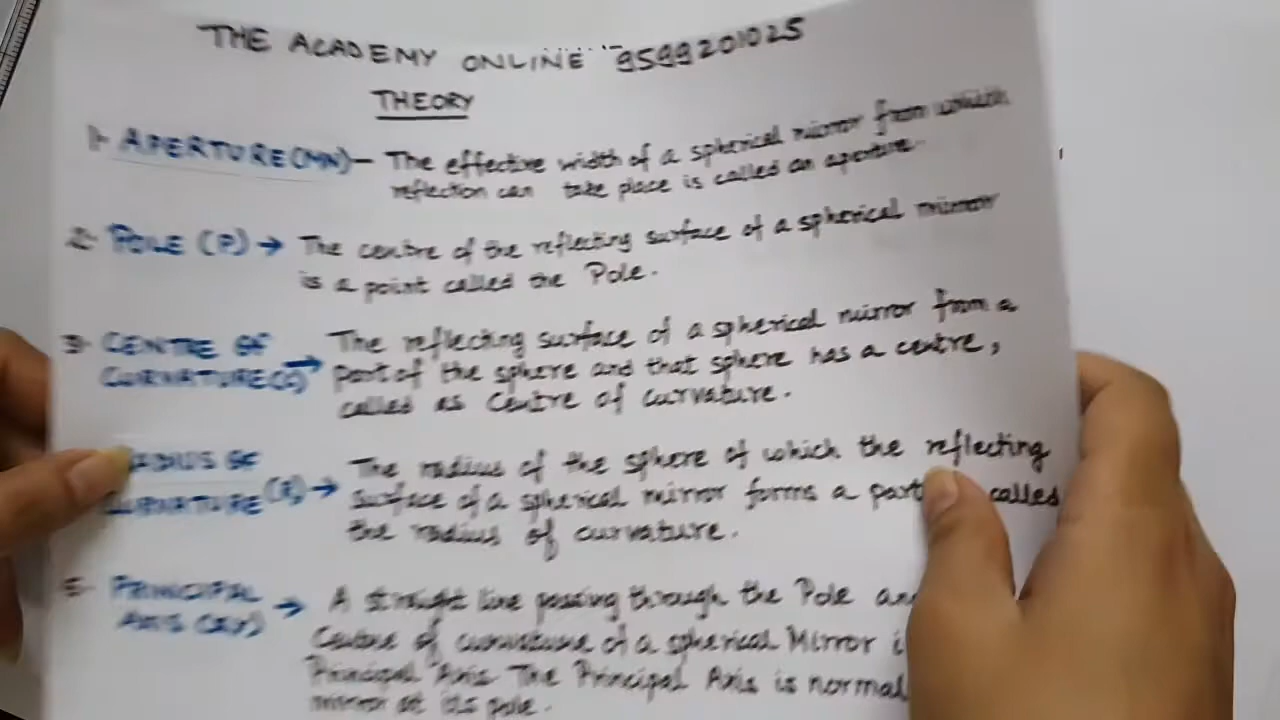 THE ACADEMY ONLINE 9599201025
THEORY
1- APERTURE (MN) - The effective width of a spherical mirror from which
reflection can take place is called an aperture.
2- POLE (P) → The centre of the reflecting surface of a spherical mirror
is a point called the Pole.
3- CENTRE OF The reflecting surface of a spherical mirror from a
CURVATURE (C) → part of the sphere and that sphere has a centre,
called as centre of curvature.
RADIUS OF The radius of the sphere of which the reflecting
CURVATURE (R) → surface of a spherical mirror forms a part called
the radius of curvature.
5- PRINCIPAL A straight line passing through the Pole an
AXIS → Centre of curvature of a spherical Mirror i
Principal Axis. The Principal Axis is normal
mirror at its pole.